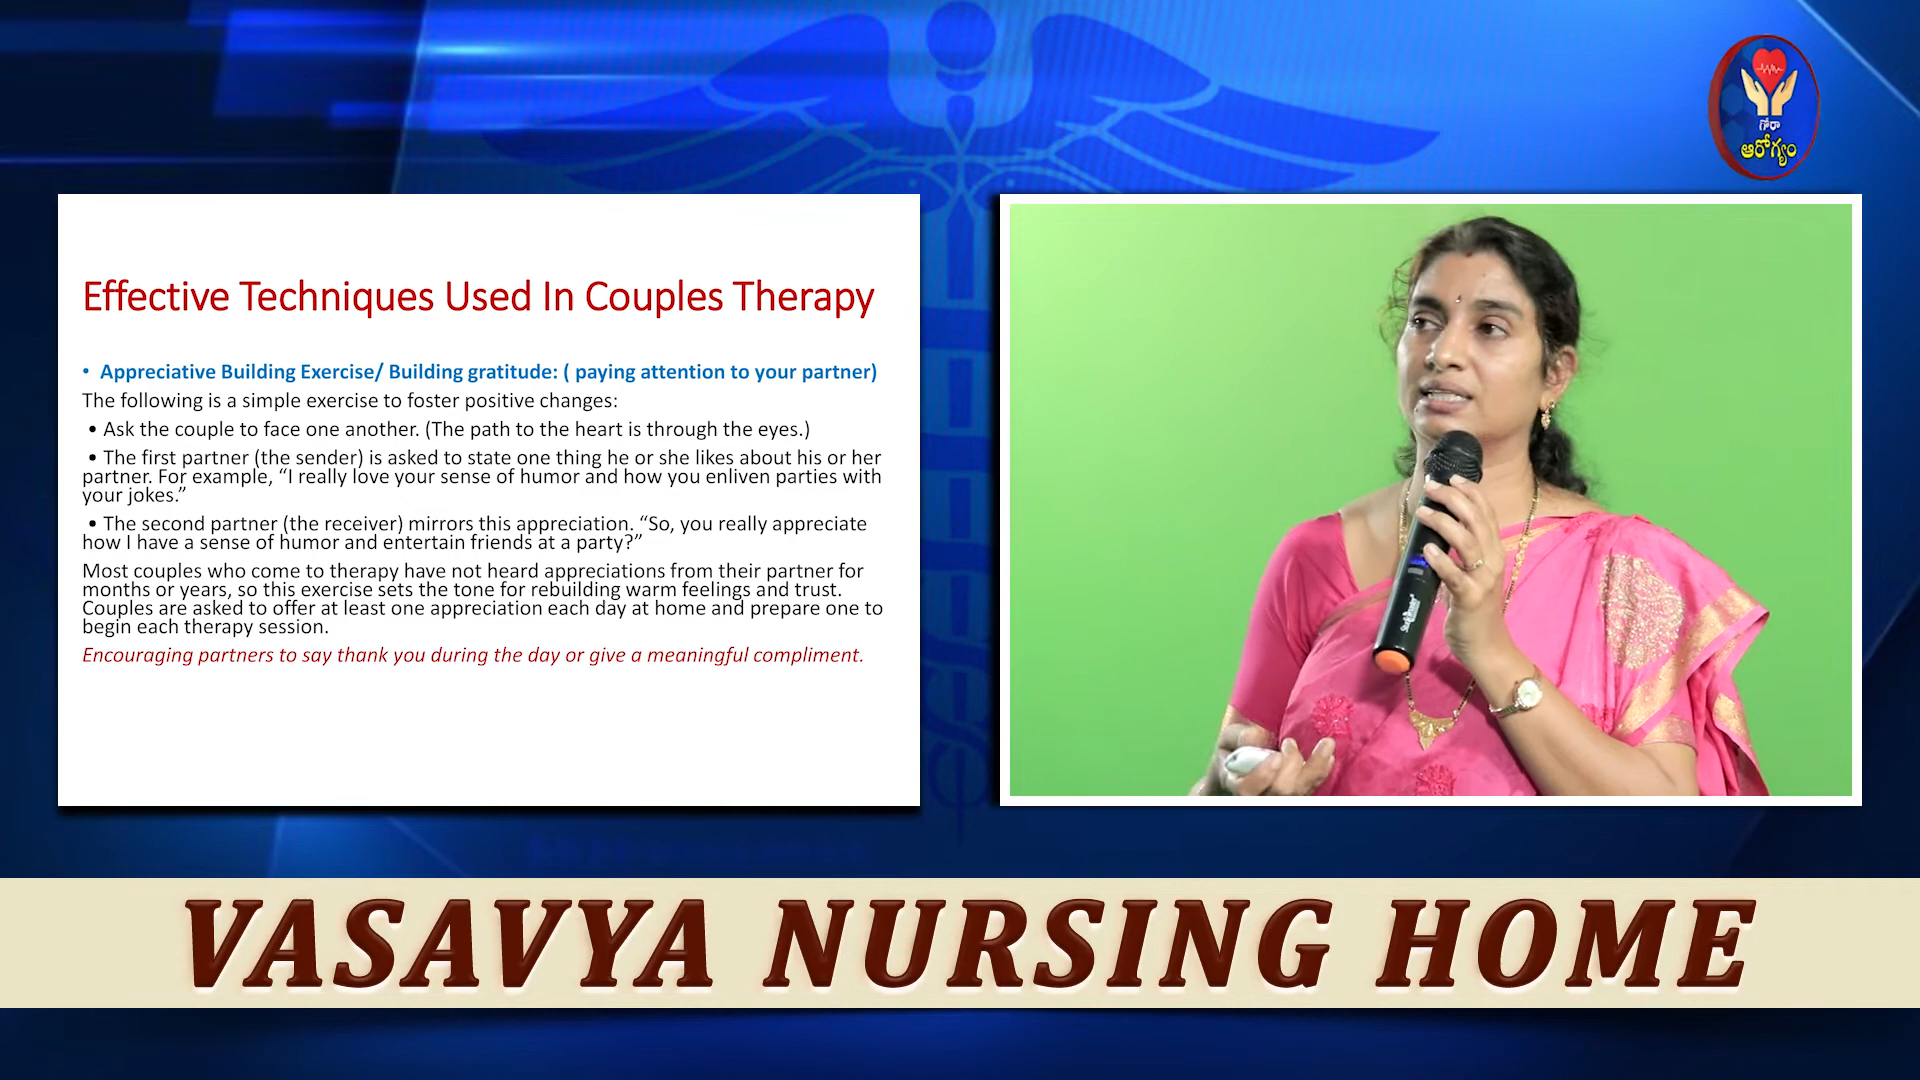 గోరా
ఆరోగ్యం
Effective Techniques Used In Couples Therapy
• Appreciative Building Exercise/ Building gratitude: ( paying attention to your partner)
The following is a simple exercise to foster positive changes:
• Ask the couple to face one another. (The path to the heart is through the eyes.)
• The first partner (the sender) is asked to state one thing he or she likes about his or her
partner. For example, “I really love your sense of humor and how you enliven parties with
your jokes.”
• The second partner (the receiver) mirrors this appreciation. “So, you really appreciate
how I have a sense of humor and entertain friends at a party?”
Most couples who come to therapy have not heard appreciations from their partner for
months or years, so this exercise sets the tone for rebuilding warm feelings and trust.
Couples are asked to offer at least one appreciation each day at home and prepare one to
begin each therapy session.
Encouraging partners to say thank you during the day or give a meaningful compliment.
VASAVYA NURSING HOME